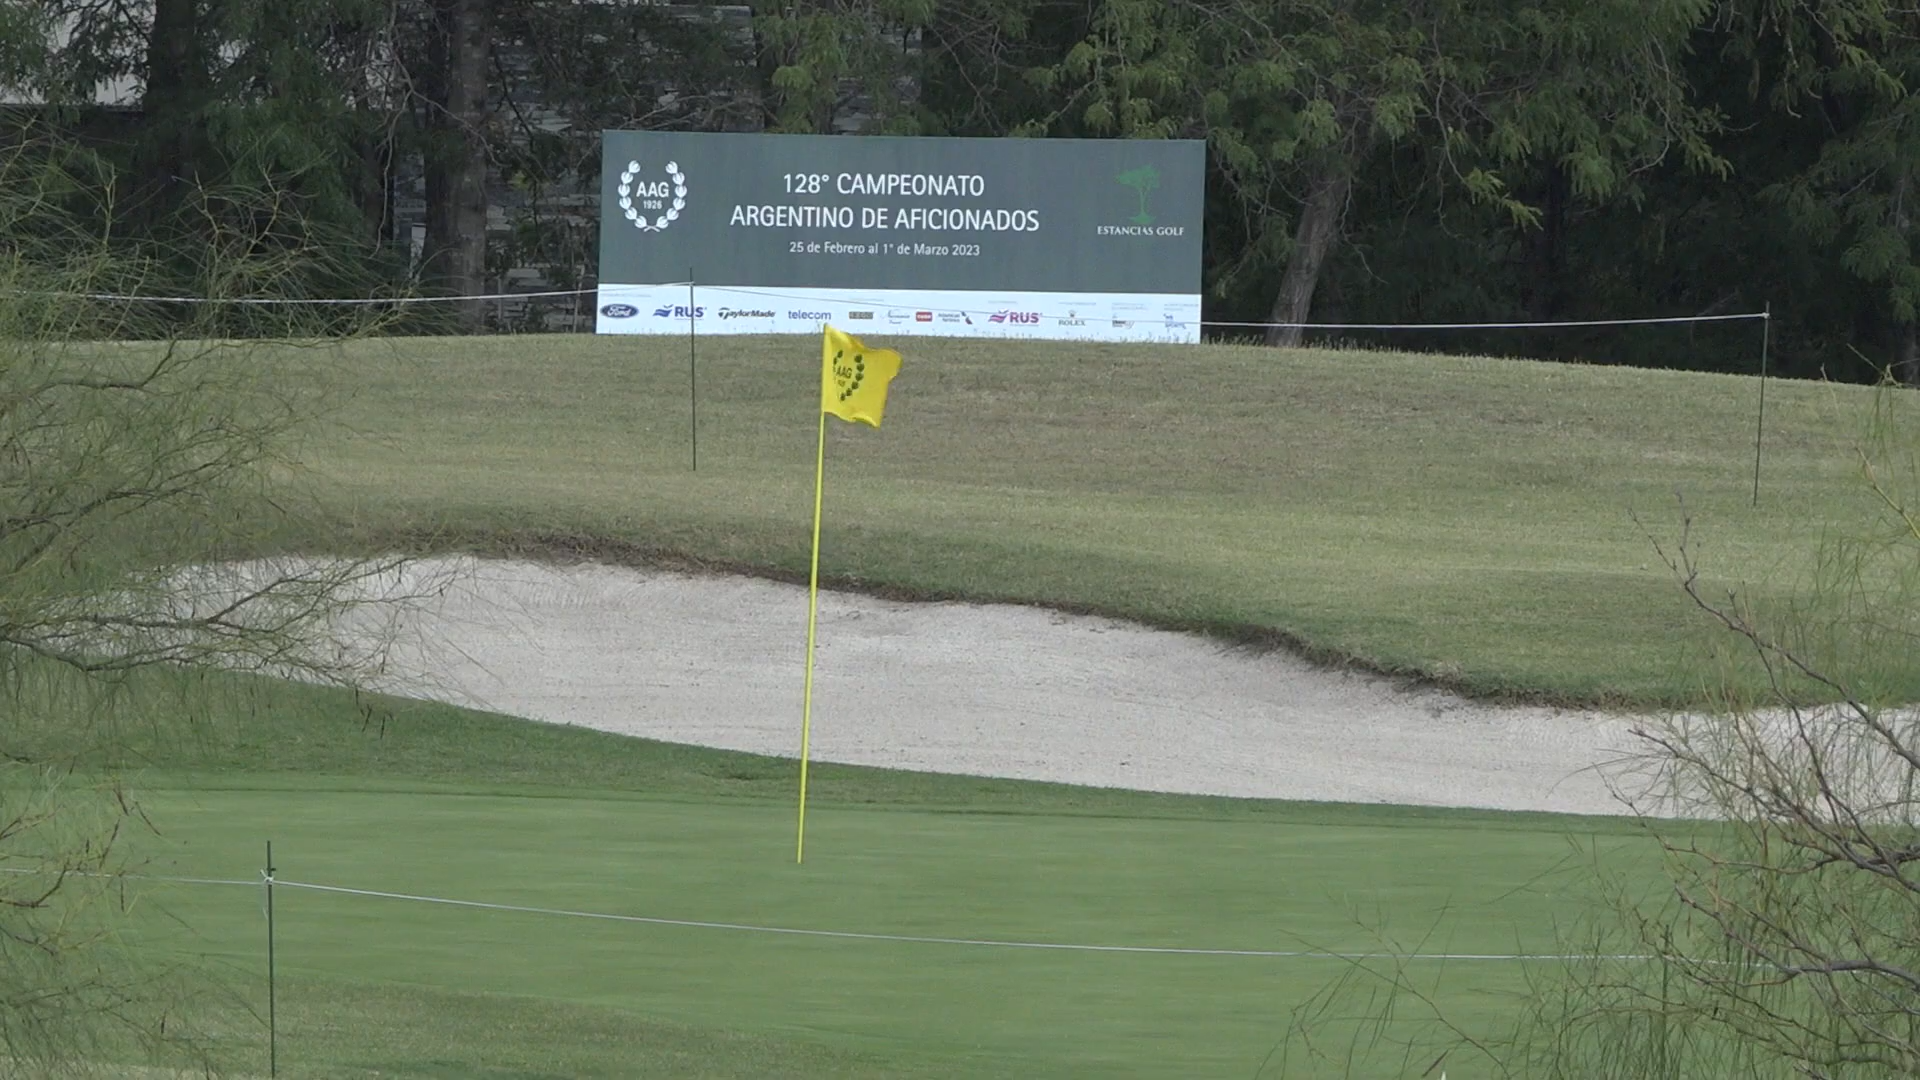 AAG
1926
128° CAMPEONATO
ARGENTINO DE AFICIONADOS
25 de Febrero al 1° de Marzo 2023
ESTANCIAS GOLF
Ford
RUS
TaylorMade
telecom
RUS
ROLEX
AAG